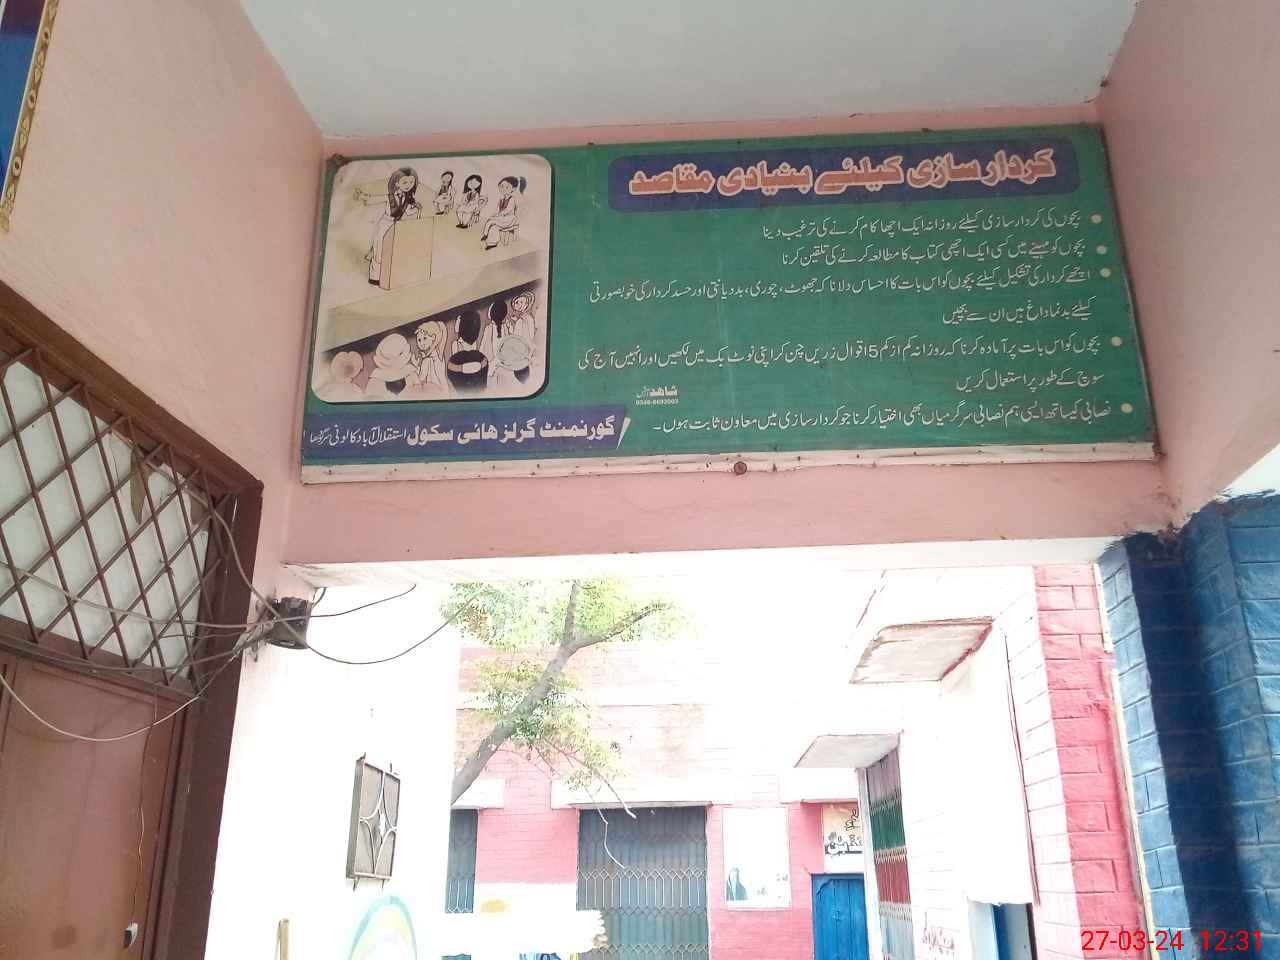 کردار سازی کیلئے بنیادی مقاصد
بچوں کی کردار سازی کیلئے روزانہ ایک اچھا کام کرنے کی ترغیب دینا
بچوں کو مہینے میں کسی ایک اچھی کتاب کا مطالعہ کرنے کی تلقین کرنا
اچھے کردار کی تشکیل کیلئے بچوں کو اس بات کا احساس دلانا کہ جھوٹ، چوری، بددیانتی اور حسد کردار کی خوبصورتی
کیلئے بدنما داغ ہیں ان سے بچیں
بچوں کو اس بات پر آمادہ کرنا کہ روزانہ کم از کم 5 اقوال زریں چن کر اپنی نوٹ بک میں لکھیں اور انہیں آج کی
سوچ کے طور پر استعمال کریں
نصابی کیساتھ ایسی ہم نصابی سرگرمیاں بھی اختیار کرنا جو کردار سازی میں معاون ثابت ہوں۔
شاھد
گورنمنٹ گرلز ھائی سکول استقلال آباد کالونی سرگودھا
27-03-24 12:31